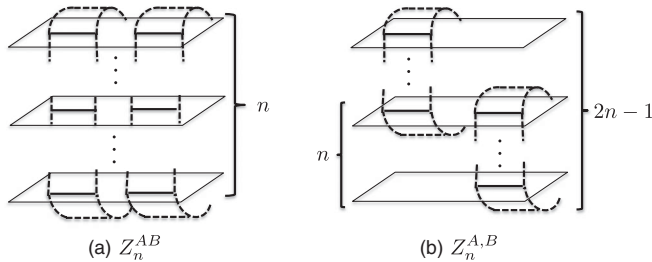 n
n
2n − 1
(a) Z_n^{AB}
(b) Z_n^{A,B}